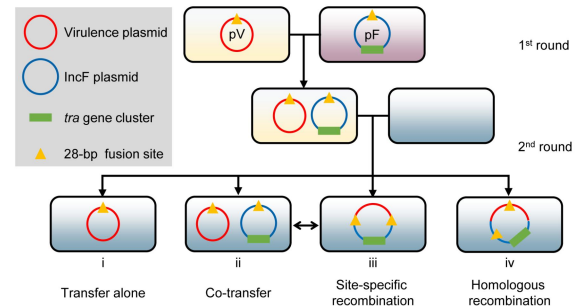 Virulence plasmid
IncF plasmid
tra gene cluster
28-bp fusion site
pV
pF
1st round
2nd round
i
ii
iii
iv
Transfer alone
Co-transfer
Site-specific
recombination
Homologous
recombination